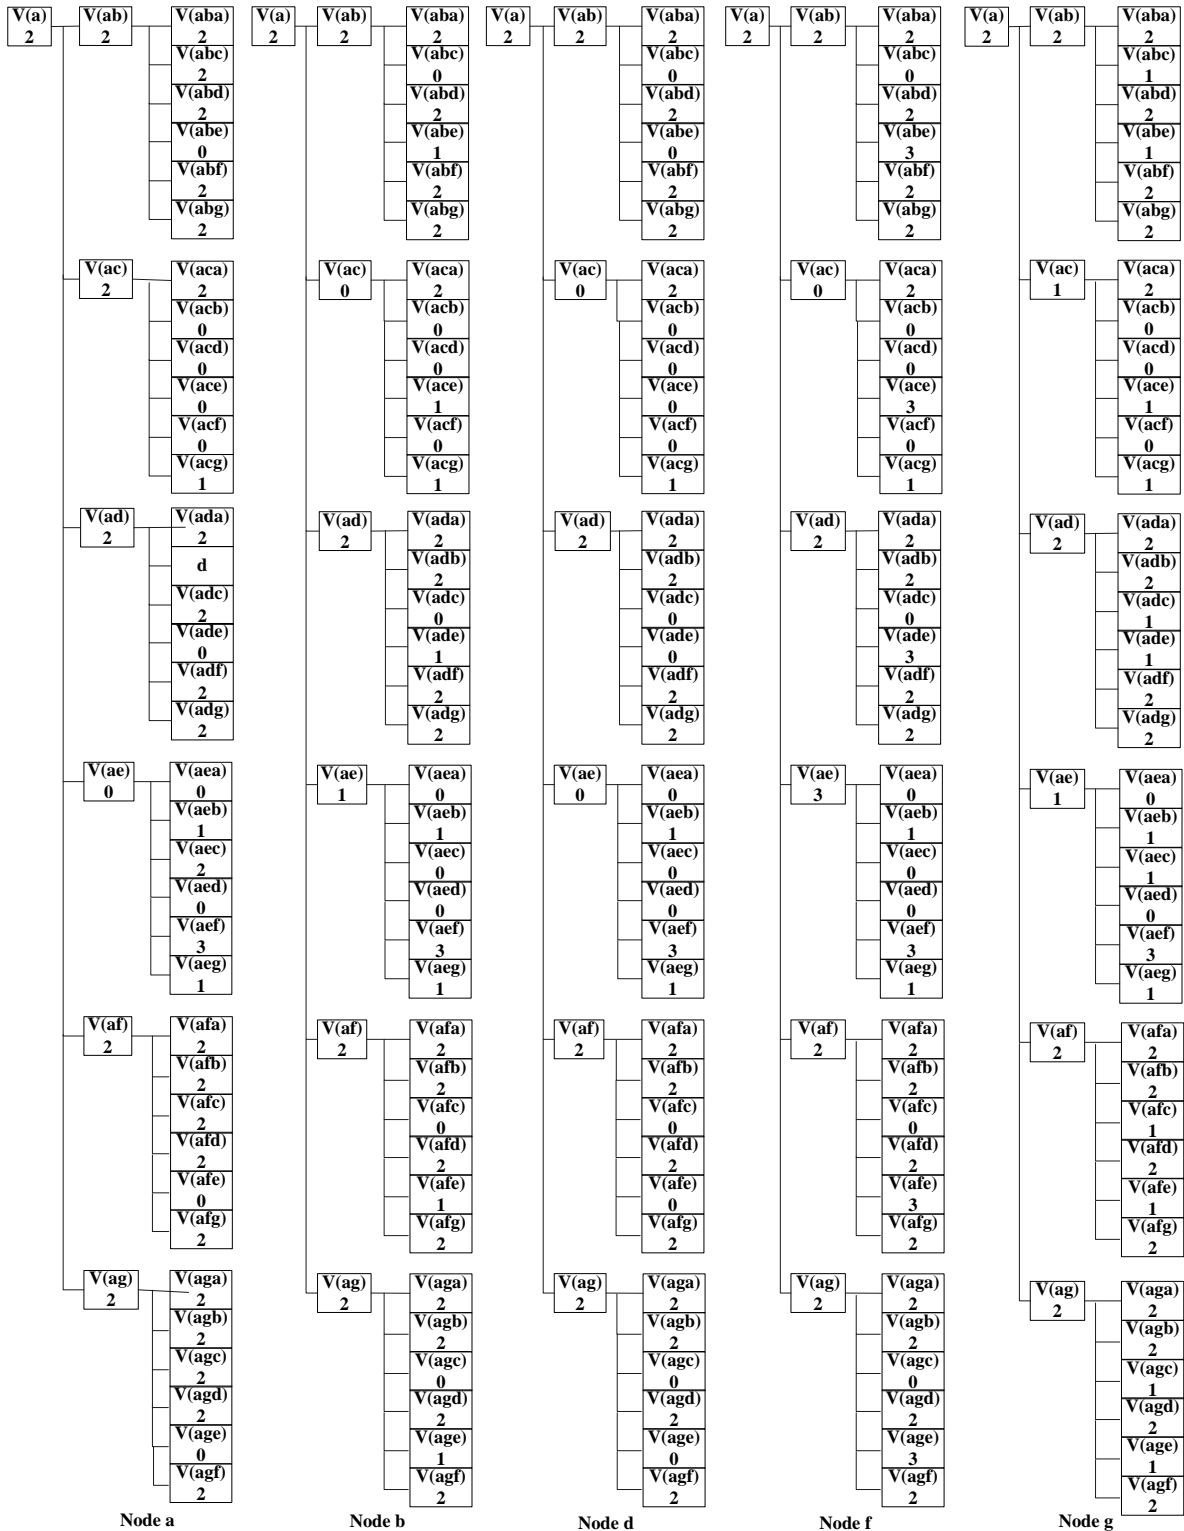 V(a) V(ab) V(aba)
2 2 2
V(abc)
2
V(abd)
2
V(abe)
0
V(abf)
2
V(abg)
2
V(ac) V(aca)
2 2
V(acb)
0
V(acd)
0
V(ace)
0
V(acf)
0
V(acg)
1
V(ad) V(ada)
2 2
d
V(adc)
2
V(ade)
0
V(adf)
2
V(adg)
2
V(ae) V(aea)
0 0
V(aeb)
1
V(aec)
2
V(aed)
0
V(aef)
3
V(aeg)
1
V(af) V(afa)
2 2
V(afb)
2
V(afc)
2
V(afd)
2
V(afe)
0
V(afg)
2
V(ag) V(aga)
2 2
V(agb)
2
V(agc)
2
V(agd)
2
V(age)
0
V(agf)
2
Node a
V(a) V(ab) V(aba)
2 2 2
V(abc)
0
V(abd)
2
V(abe)
1
V(abf)
2
V(abg)
2
V(ac) V(aca)
0 2
V(acb)
0
V(acd)
0
V(ace)
1
V(acf)
0
V(acg)
1
V(ad) V(ada)
2 2
V(adb)
2
V(adc)
0
V(ade)
1
V(adf)
2
V(adg)
2
V(ae) V(aea)
1 0
V(aeb)
1
V(aec)
0
V(aed)
0
V(aef)
3
V(aeg)
1
V(af) V(afa)
2 2
V(afb)
2
V(afc)
0
V(afd)
2
V(afe)
1
V(afg)
2
V(ag) V(aga)
2 2
V(agb)
2
V(agc)
0
V(agd)
2
V(age)
1
V(agf)
2
Node b
V(a) V(ab) V(aba)
2 2 2
V(abc)
0
V(abd)
2
V(abe)
0
V(abf)
2
V(abg)
2
V(ac) V(aca)
0 2
V(acb)
0
V(acd)
0
V(ace)
0
V(acf)
0
V(acg)
1
V(ad) V(ada)
2 2
V(adb)
2
V(adc)
0
V(ade)
0
V(adf)
2
V(adg)
2
V(ae) V(aea)
0 0
V(aeb)
1
V(aec)
0
V(aed)
0
V(aef)
3
V(aeg)
1
V(af) V(afa)
2 2
V(afb)
2
V(afc)
0
V(afd)
2
V(afe)
0
V(afg)
2
V(ag) V(aga)
2 2
V(agb)
2
V(agc)
0
V(agd)
2
V(age)
0
V(agf)
2
Node d
V(a) V(ab) V(aba)
2 2 2
V(abc)
0
V(abd)
2
V(abe)
3
V(abf)
2
V(abg)
2
V(ac) V(aca)
0 2
V(acb)
0
V(acd)
0
V(ace)
3
V(acf)
0
V(acg)
1
V(ad) V(ada)
2 2
V(adb)
2
V(adc)
0
V(ade)
3
V(adf)
2
V(adg)
2
V(ae) V(aea)
3 0
V(aeb)
1
V(aec)
0
V(aed)
0
V(aef)
3
V(aeg)
1
V(af) V(afa)
2 2
V(afb)
2
V(afc)
0
V(afd)
2
V(afe)
3
V(afg)
2
V(ag) V(aga)
2 2
V(agb)
2
V(agc)
0
V(agd)
2
V(age)
3
V(agf)
2
Node f
V(a) V(ab) V(aba)
2 2 2
V(abc)
1
V(abd)
2
V(abe)
1
V(abf)
2
V(abg)
2
V(ac) V(aca)
1 2
V(acb)
0
V(acd)
0
V(ace)
1
V(acf)
0
V(acg)
1
V(ad) V(ada)
2 2
V(adb)
2
V(adc)
1
V(ade)
1
V(adf)
2
V(adg)
2
V(ae) V(aea)
1 0
V(aeb)
1
V(aec)
1
V(aed)
0
V(aef)
3
V(aeg)
1
V(af) V(afa)
2 2
V(afb)
2
V(afc)
1
V(afd)
2
V(afe)
1
V(afg)
2
V(ag) V(aga)
2 2
V(agb)
2
V(agc)
1
V(agd)
2
V(age)
1
V(agf)
2
Node g